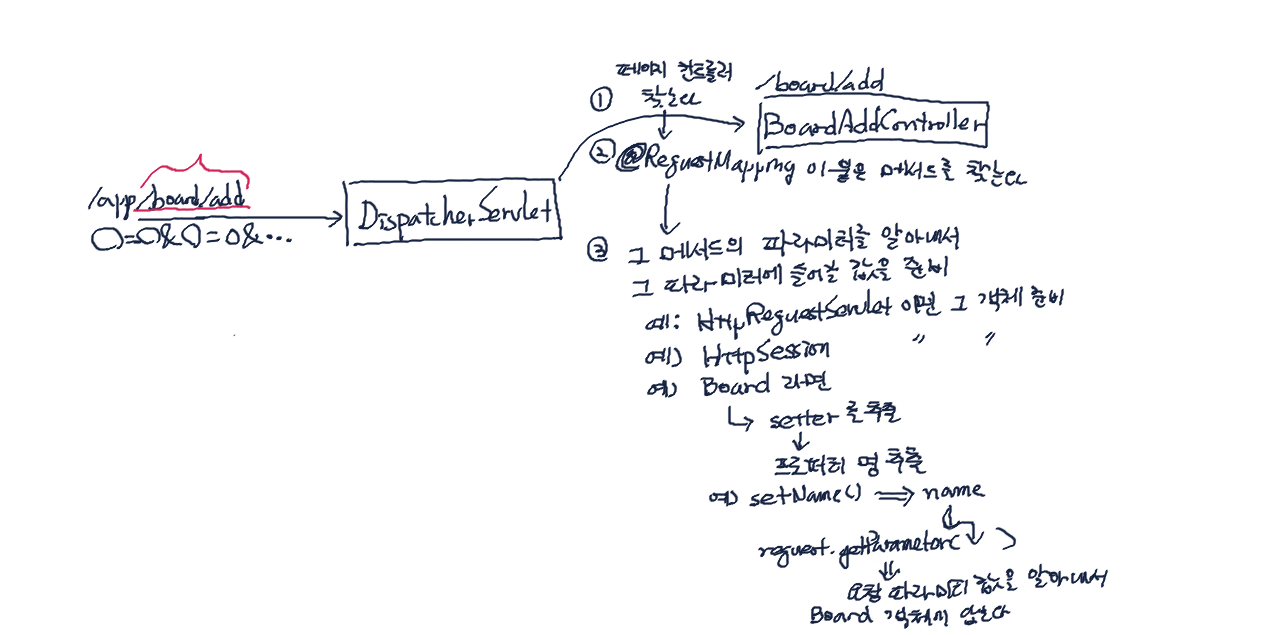 /app/board/add
○=○&○=○&...
DispatcherServlet
페이지 컨트롤러
① 찾는다
/board/add
BoardAddController
② @RequestMapping 이 붙은 메서드를 찾는다
③ 그 메서드의 파라미터를 알아내서
그 파라미터에 들어갈 값을 준비
예: HttpRequestServlet 이면 그 객체 준비
예) HttpSession " "
예) Board 라면
setter 를 추출
프로퍼티 명 추출
예) setName() ⇒ name
request.getParameter( )
요청 파라미터 값을 알아내서
Board 객체에 넣는다